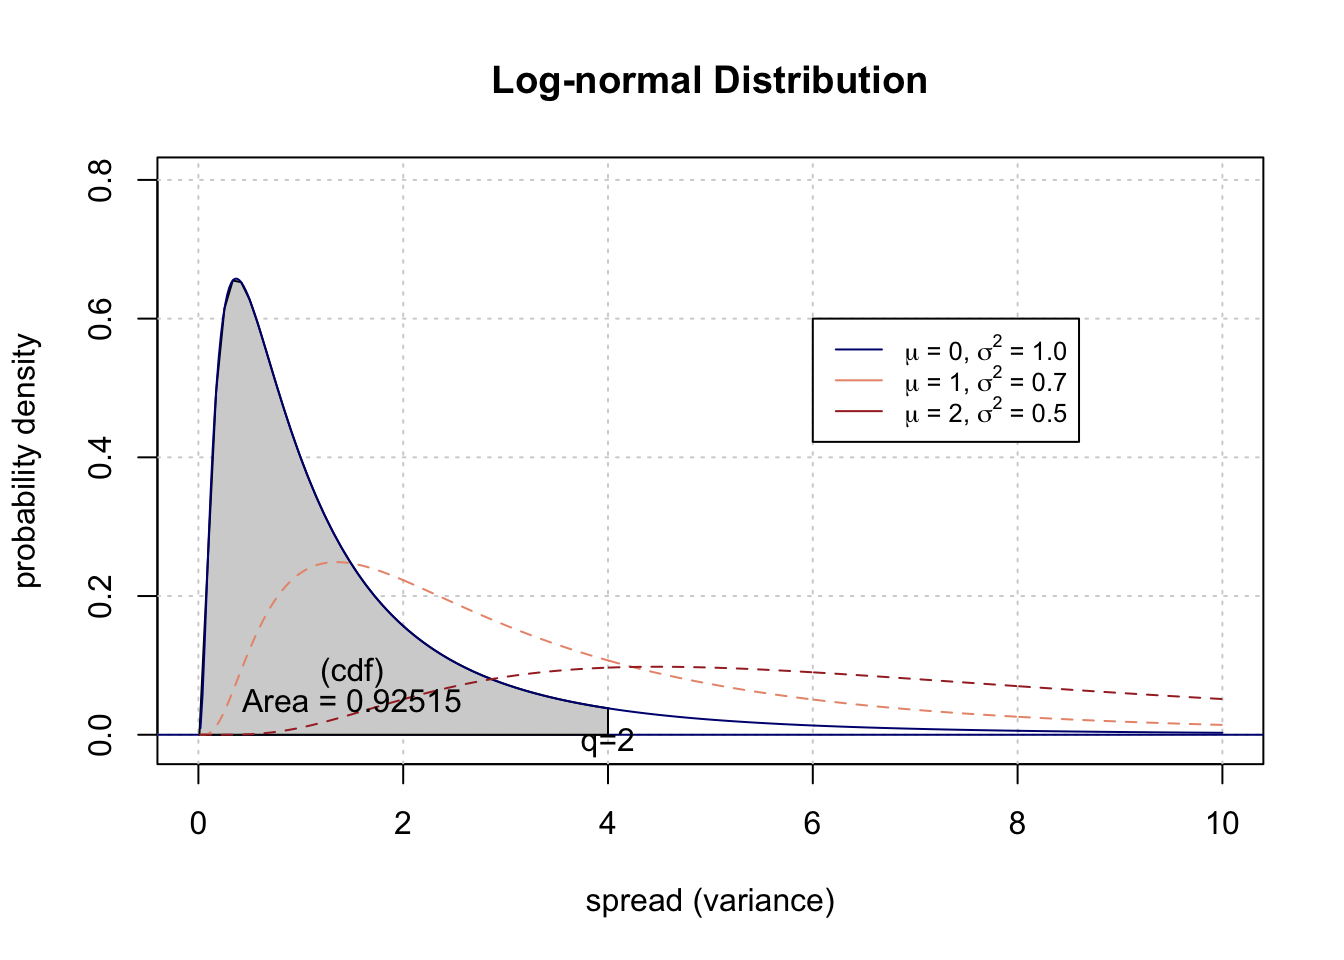 Log-normal Distribution
probability density
0.8
0.6
0.4
0.2
0.0
μ = 0, σ² = 1.0
μ = 1, σ² = 0.7
μ = 2, σ² = 0.5
(cdf)
Area = 0.92515
q=2
0 2 4 6 8 10
spread (variance)